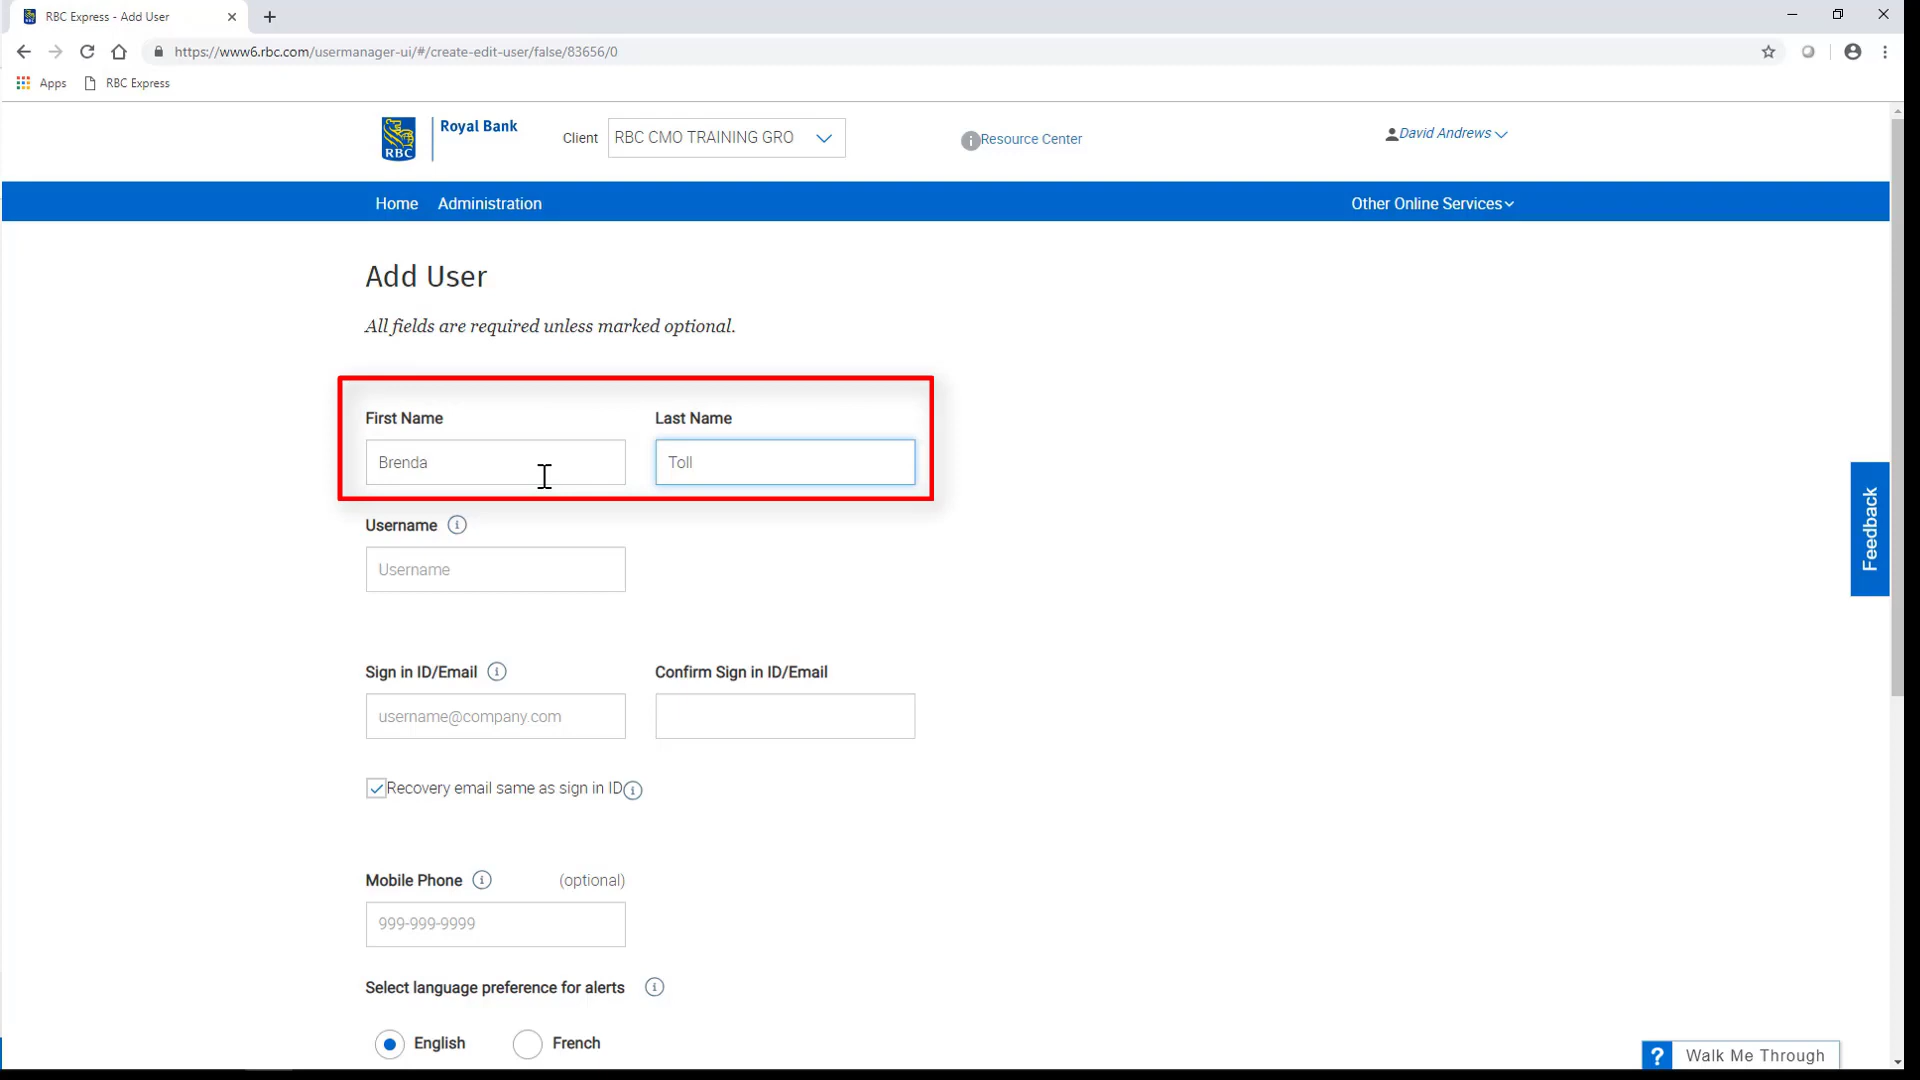 RBC Express - Add User
https://www6.rbc.com/usermanager-ui/#/create-edit-user/false/83656/0
Apps RBC Express
RBC
Royal Bank
Client RBC CMO TRAINING GRO
Resource Center
David Andrews
Home Administration Other Online Services
Add User
All fields are required unless marked optional.
First Name Last Name
Brenda Toll
Username
Username
Sign in ID/Email Confirm Sign in ID/Email
username@company.com
Recovery email same as sign in ID
Mobile Phone (optional)
999-999-9999
Select language preference for alerts
English French
Feedback
? Walk Me Through